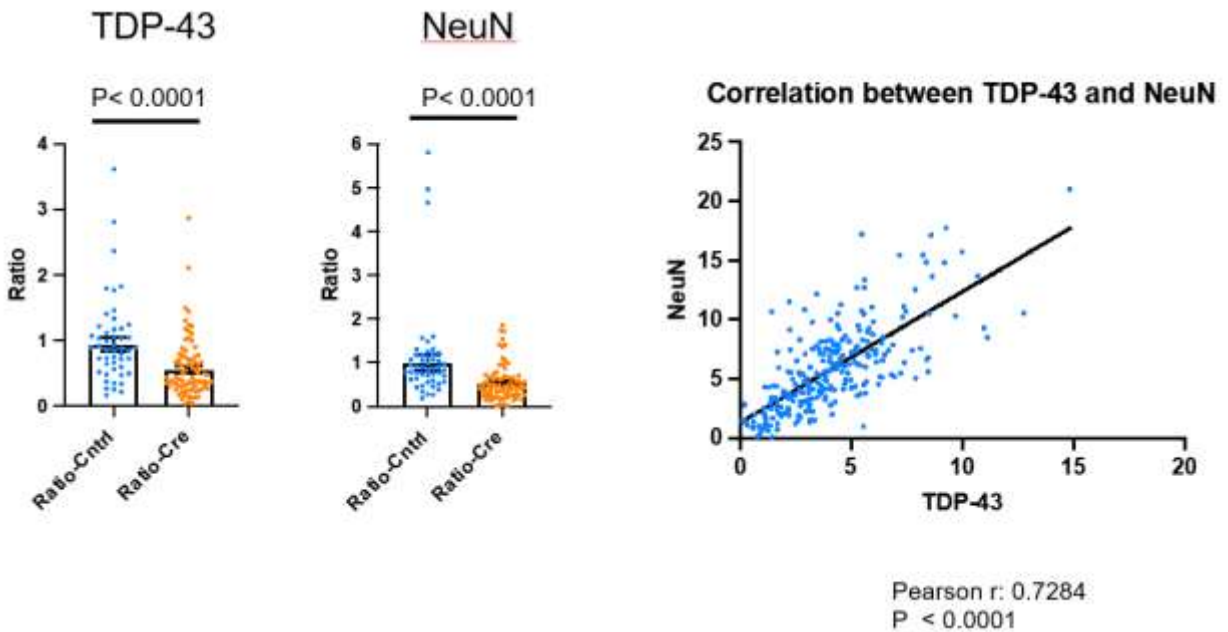 TDP-43
P< 0.0001
Ratio
4
3
2
1
0
Ratio-Cntrl
Ratio-Cre
NeuN
P< 0.0001
Ratio
6
5
4
3
2
1
0
Ratio-Cntrl
Ratio-Cre
Correlation between TDP-43 and NeuN
NeuN
25
20
15
10
5
0
0 5 10 15 20
TDP-43
Pearson r: 0.7284
P < 0.0001